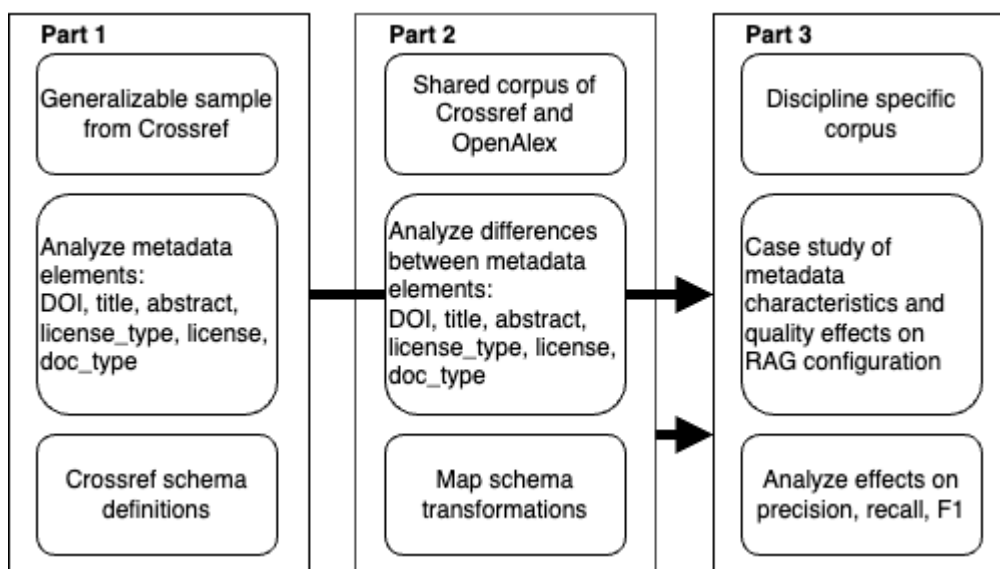 Part 1
Generalizable sample
from Crossref
Analyze metadata
elements:
DOI, title, abstract,
license_type, license,
doc_type
Crossref schema
definitions
Part 2
Shared corpus of
Crossref and
OpenAlex
Analyze differences
between metadata
elements:
DOI, title, abstract,
license_type, license,
doc_type
Map schema
transformations
Part 3
Discipline specific
corpus
Case study of
metadata
characteristics and
quality effects on
RAG configuration
Analyze effects on
precision, recall, F1